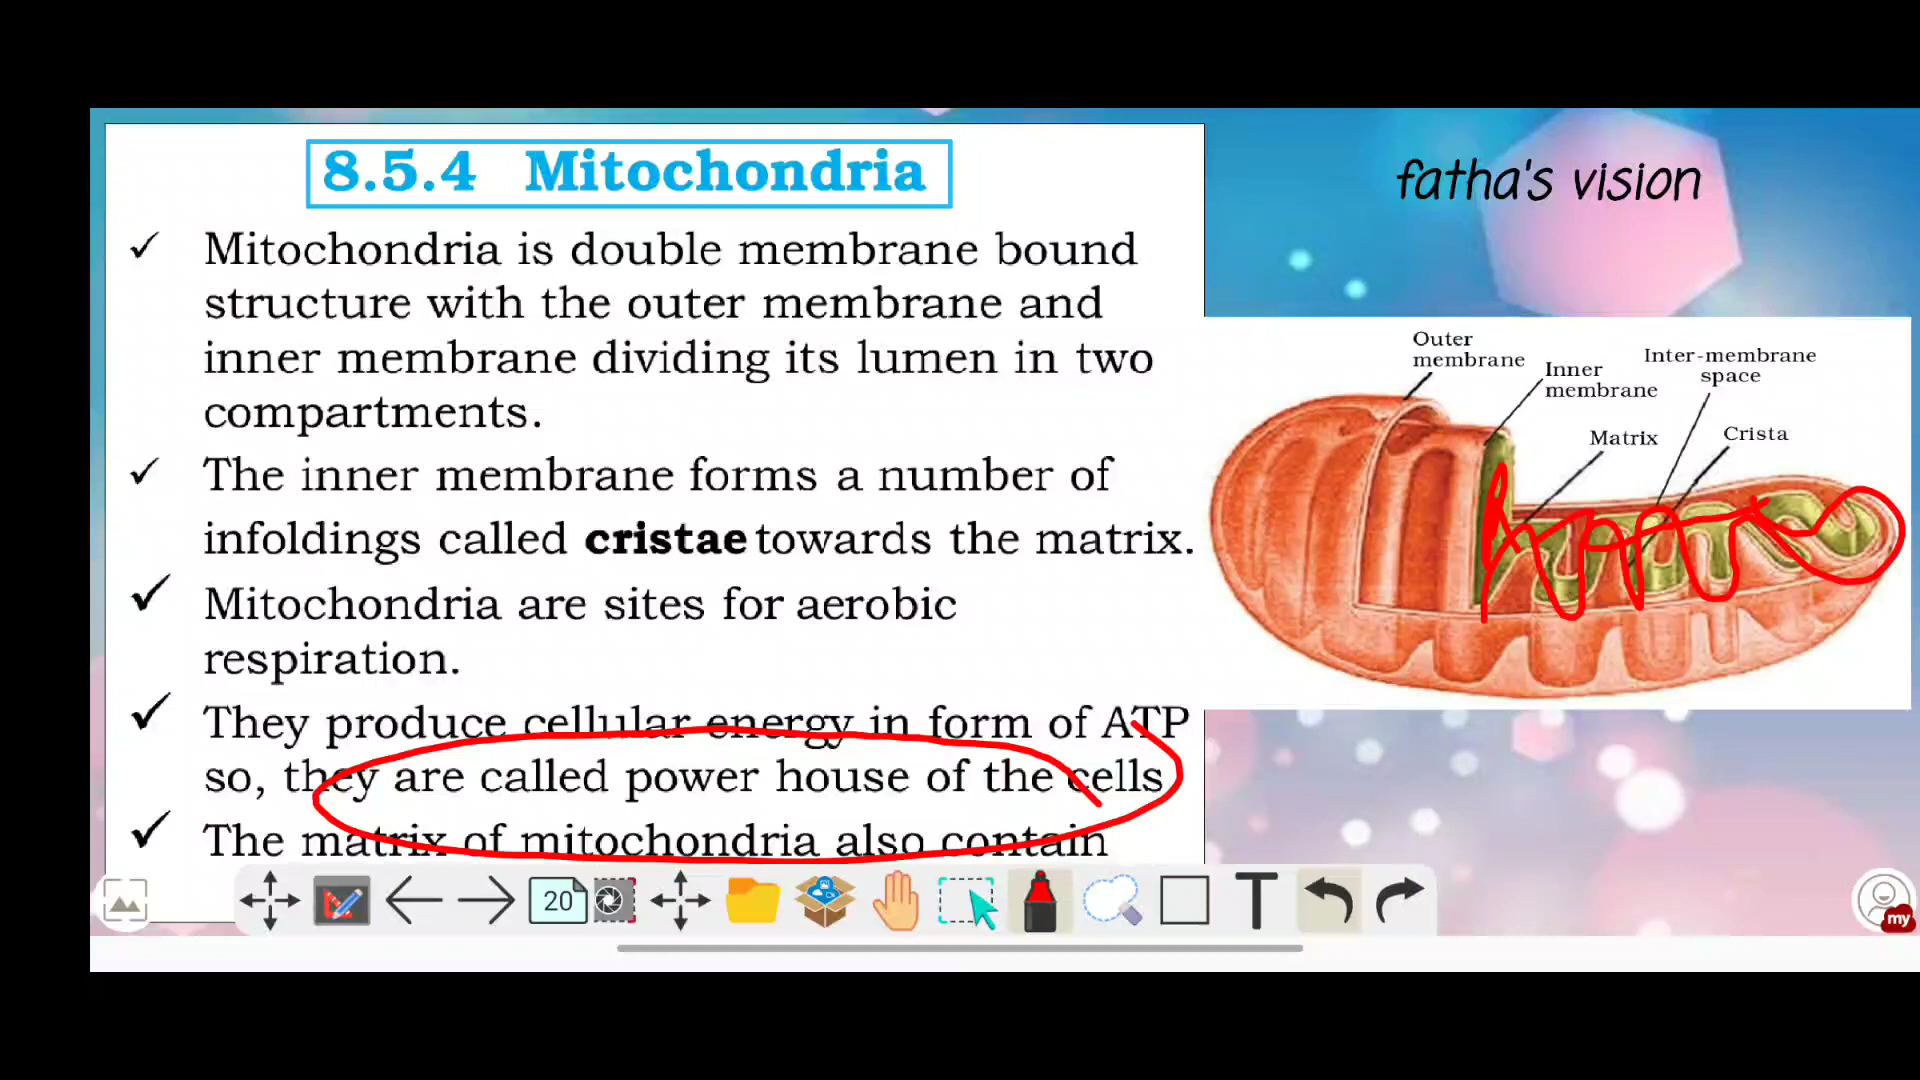 8.5.4 Mitochondria
fatha's vision
✓ Mitochondria is double membrane bound
structure with the outer membrane and
inner membrane dividing its lumen in two
compartments.
✓ The inner membrane forms a number of
infoldings called cristae towards the matrix.
✓ Mitochondria are sites for aerobic
respiration.
✓ They produce cellular energy in form of ATP
so, they are called power house of the cells
✓ The matrix of mitochondria also contain
Outer
membrane
Inner
membrane
Inter-membrane
space
Matrix
Crista
20
T
my